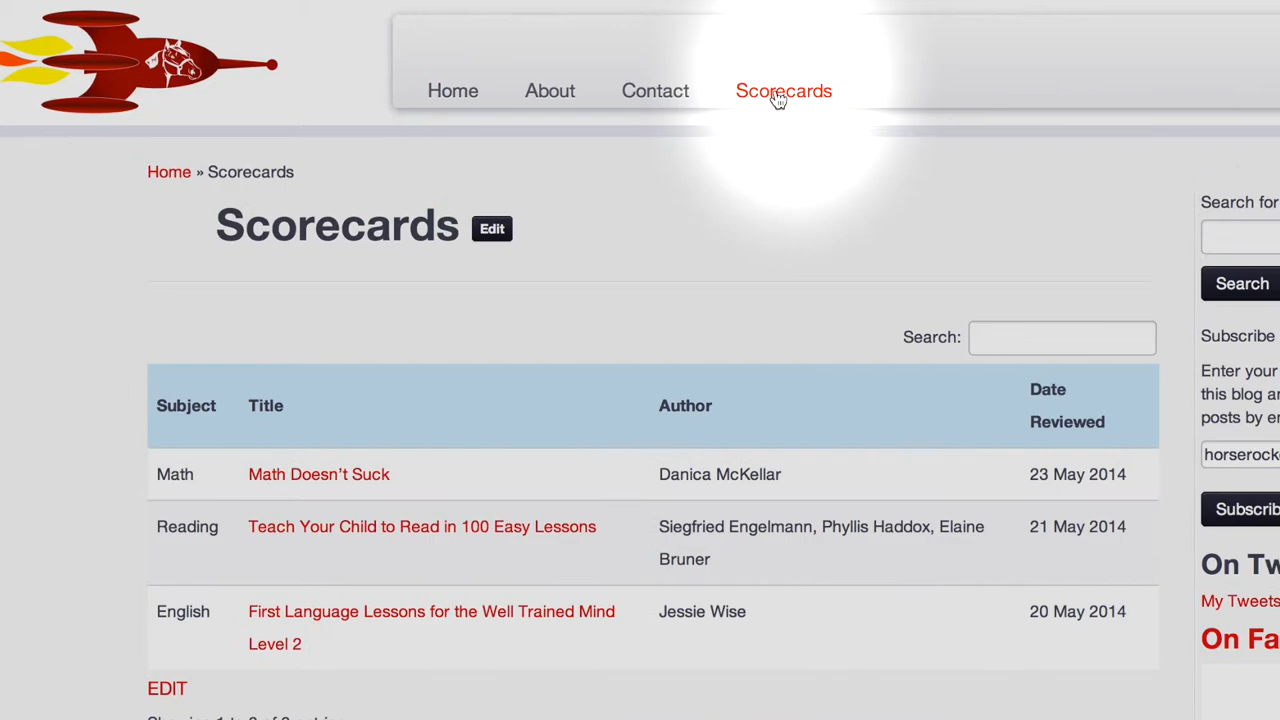 Home About Contact Scorecards
Home » Scorecards
Scorecards Edit
Search for
Search
Search:
Subscribe
Enter your
this blog
posts by
horserock
Subscrib
Subject Title Author Date
Reviewed
Math Math Doesn’t Suck Danica McKellar 23 May 2014
Reading Teach Your Child to Read in 100 Easy Lessons Siegfried Engelmann, Phyllis Haddox, Elaine 21 May 2014
Bruner
English First Language Lessons for the Well Trained Mind Jessie Wise 20 May 2014
Level 2
EDIT
On Tw
My Tweets
On Fa